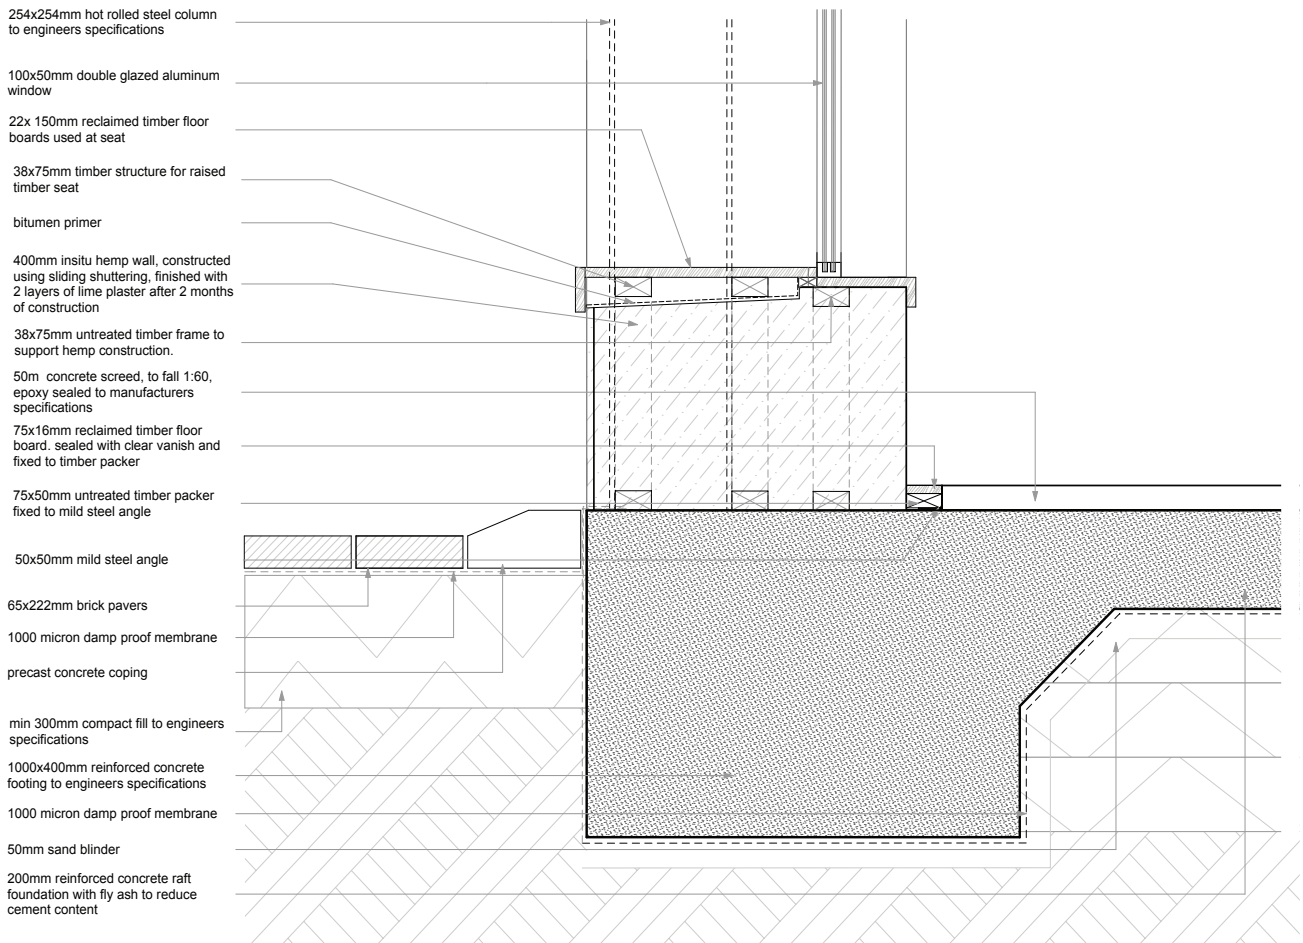 254x254mm hot rolled steel column
to engineers specifications
100x50mm double glazed aluminum
window
22x 150mm reclaimed timber floor
boards used at seat
38x75mm timber structure for raised
timber seat
bitumen primer
400mm insitu hemp wall, constructed
using sliding shuttering, finished with
2 layers of lime plaster after 2 months
of construction
38x75mm untreated timber frame to
support hemp construction.
50m concrete screed, to fall 1:60,
epoxy sealed to manufacturers
specifications
75x16mm reclaimed timber floor
board. sealed with clear vanish and
fixed to timber packer
75x50mm untreated timber packer
fixed to mild steel angle
50x50mm mild steel angle
65x222mm brick pavers
1000 micron damp proof membrane
precast concrete coping
min 300mm compact fill to engineers
specifications
1000x400mm reinforced concrete
footing to engineers specifications
1000 micron damp proof membrane
50mm sand blinder
200mm reinforced concrete raft
foundation with fly ash to reduce
cement content